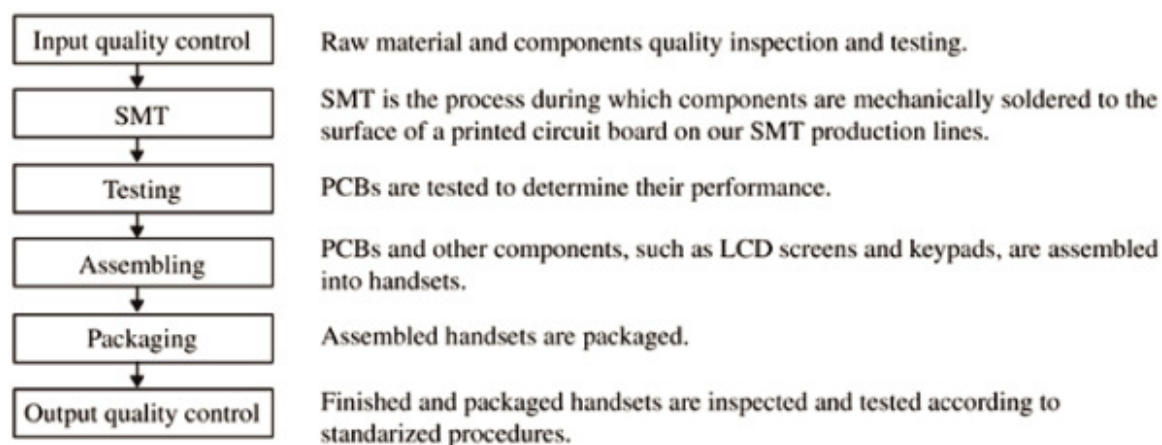 Input quality control
Raw material and components quality inspection and testing.
SMT
SMT is the process during which components are mechanically soldered to the
surface of a printed circuit board on our SMT production lines.
Testing
PCBs are tested to determine their performance.
Assembling
PCBs and other components, such as LCD screens and keypads, are assembled
into handsets.
Packaging
Assembled handsets are packaged.
Output quality control
Finished and packaged handsets are inspected and tested according to
standarized procedures.